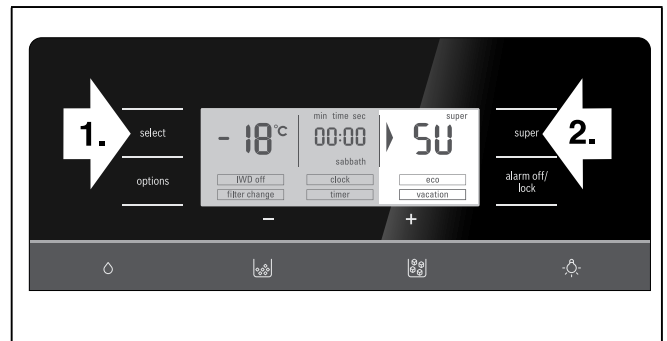 1.
select
options
- 18°C
min time sec
00:00
sabbath
super
SU
IWD off
clock
eco
filter change
timer
vacation
super
2.
alarm off/
lock
−
+